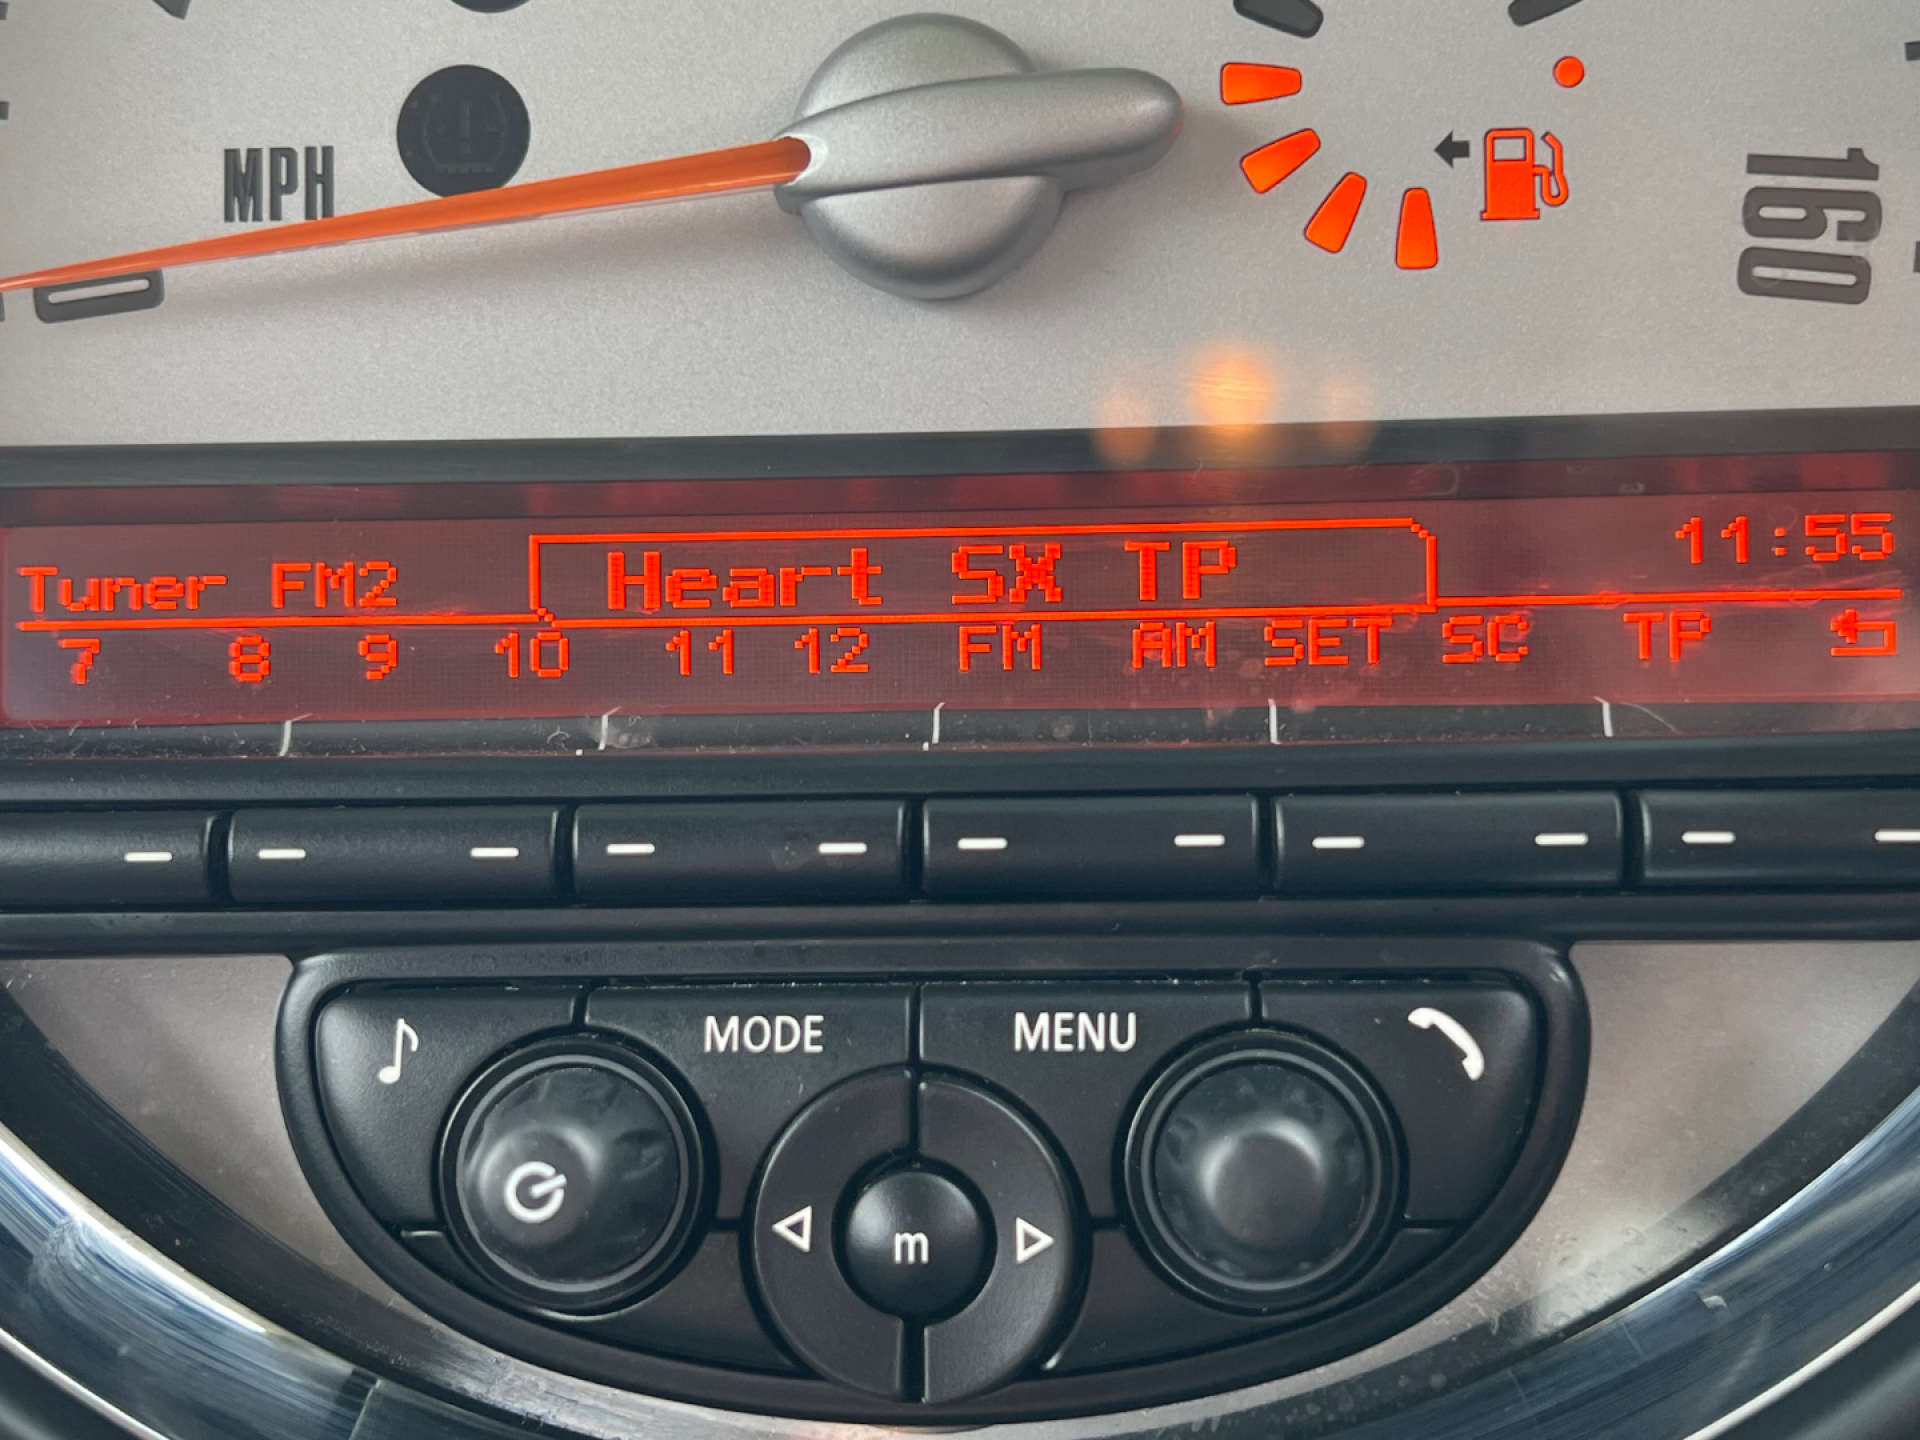 MPH
0
160
Tuner FM2
Heart SX TP
11:55
7 8 9 10 11 12 FM AM SET SC TP
MODE MENU
m